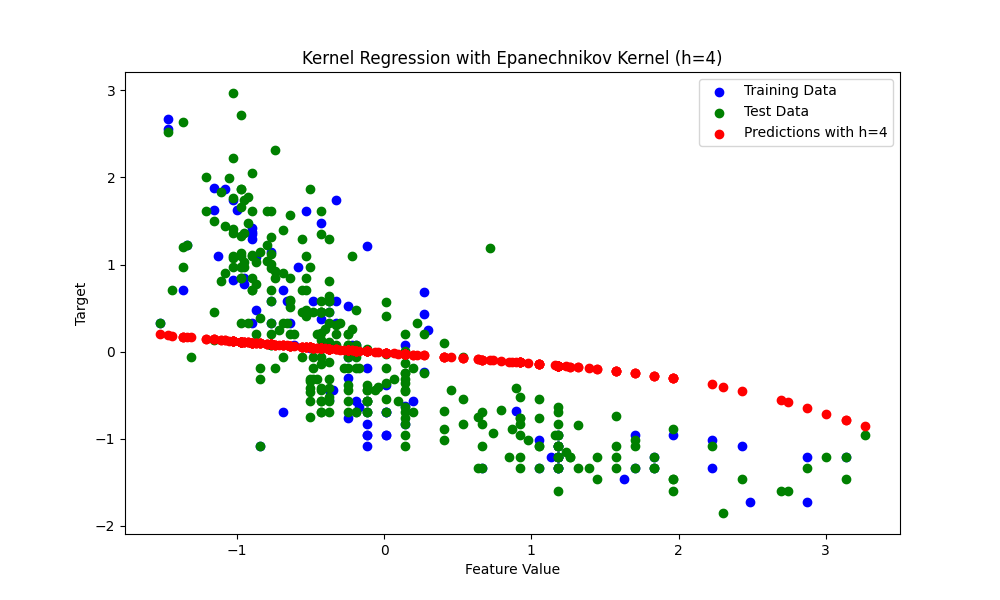 Kernel Regression with Epanechnikov Kernel (h=4)
Training Data
Test Data
Predictions with h=4
Target
3
2
1
0
−1
−2
−1
0
1
2
3
Feature Value